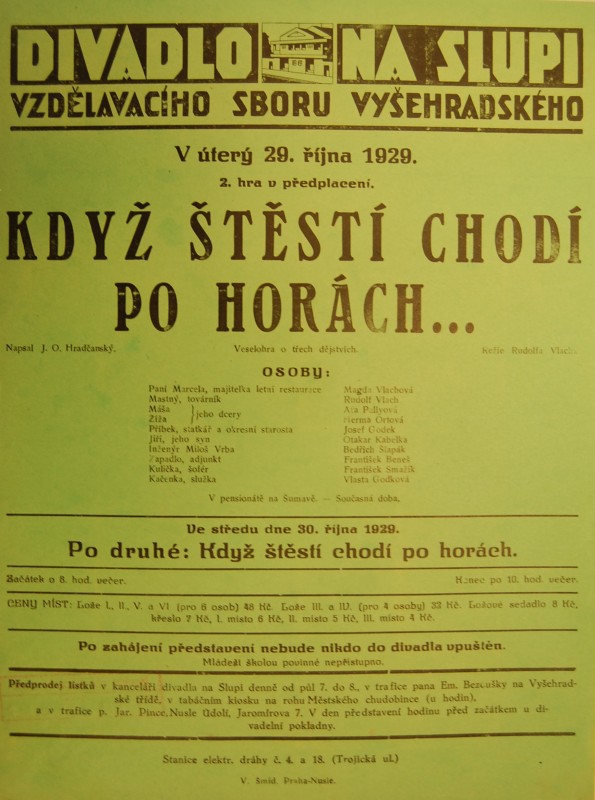 DIVADLO NA SLUPI
VZDĚLAVACÍHO SBORU VYŠEHRADSKÉHO
V úterý 29. října 1929.
2. hra v předplacení.
KDYŽ ŠTĚSTÍ CHODÍ
PO HORÁCH...
Napsal J. O. Hradčanský. Veselohra o třech dějstvích. Režie Rudolfa Vlacha.
OSOBY:
Paní Marcela, majitelka letní restaurace Magda Vlachová
Mastný, továrník Rudolf Vlach
Máša } jeho dcery Ata Pallyová
Žíža Herma Ortová
Příbek, statkář a okresní starosta Josef Godek
Jiří, jeho syn Otakar Kabelka
Inženýr Miloš Vrba Bedřich Šlapák
Zapadlo, adjunkt František Beneš
Kulička, šofér František Smažík
Kačenka, služka Vlasta Godková
V pensionátě na Šumavě. — Současná doba.
Ve středu dne 30. října 1929.
Po druhé: Když štěstí chodí po horách.
Začátek o 8. hod. večer. Konec po 10. hod. večer.
CENY MÍST: Lože I., II., V. a VI (pro 6 osob) 48 Kč. Lože III. a IV. (pro 4 osoby) 32 Kč. Ložové sedadlo 8 Kč,
křeslo 7 Kč, I. místo 6 Kč, II. místo 5 Kč, III. místo 4 Kč.
Po zahájení představení nebude nikdo do divadla vpuštěn.
Mládeži školou povinné nepřístupno.
Předprodej lístků v kanceláři divadla na Slupi denně od půl 7. do 8., v trafice pana Em. Bezcušky na Vyšehrad-
ské třídě, v tabáčním kiosku na rohu Městského chudobince (u hodin),
a v trafice p. Jar. Pince, Nusle Údolí, Jaromírova 7. V den představení hodinu před začátkem u di-
vadelní pokladny.
Stanice elektr. dráhy č. 4. a 18. (Trojická ul.)
V. Šmíd, Praha-Nusle.